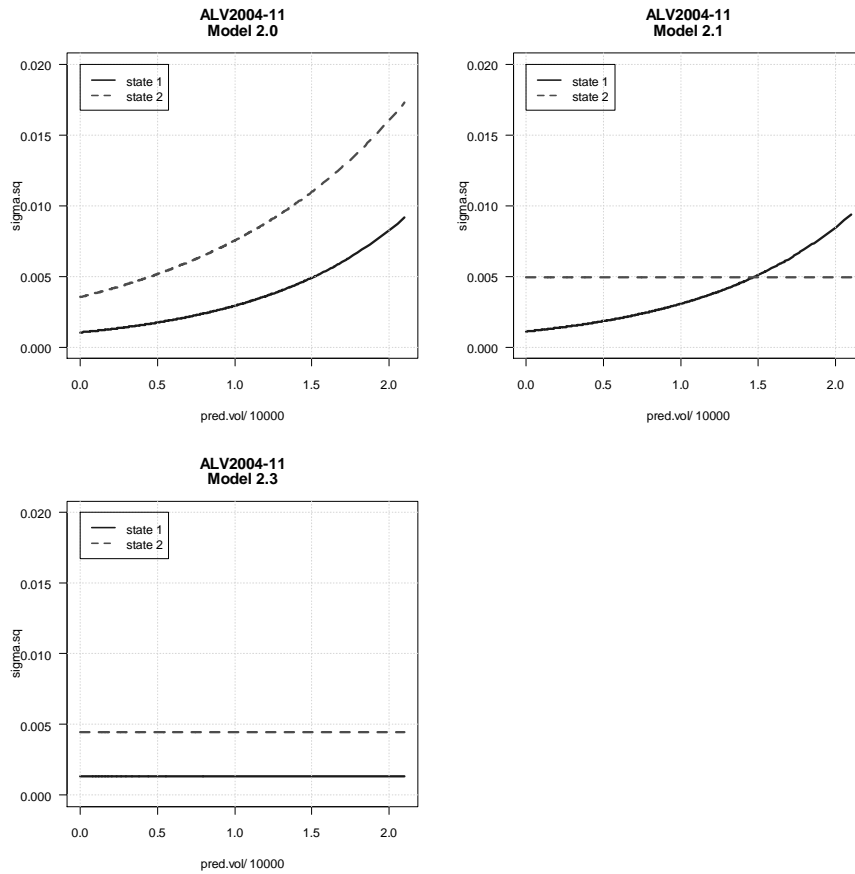 ALV2004-11
Model 2.0
0.020
0.015
0.010
0.005
0.000
sigma.sq
state 1
state 2
0.0 0.5 1.0 1.5 2.0
pred.vol/ 10000
ALV2004-11
Model 2.1
0.020
0.015
0.010
0.005
0.000
sigma.sq
state 1
state 2
0.0 0.5 1.0 1.5 2.0
pred.vol/ 10000
ALV2004-11
Model 2.3
0.020
0.015
0.010
0.005
0.000
sigma.sq
state 1
state 2
0.0 0.5 1.0 1.5 2.0
pred.vol/ 10000